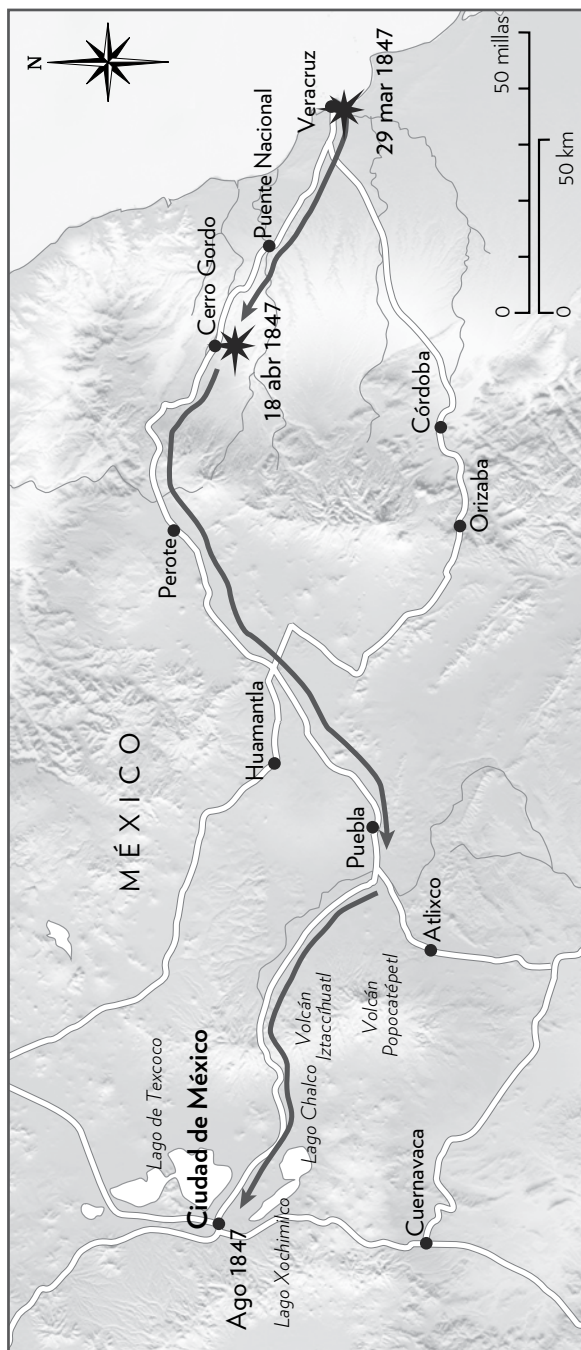 N
MÉXICO
Lago de Texcoco
Ciudad de México
Ago 1847
Lago Xochimilco
Lago Chalco
Volcán
Iztaccíhuatl
Volcán
Popocatépetl
Cuernavaca
Atlixco
Puebla
Huamantla
Perote
Cerro Gordo
18 abr 1847
Puente Nacional
Veracruz
29 mar 1847
Orizaba
Córdoba
0 50 millas
0 50 km